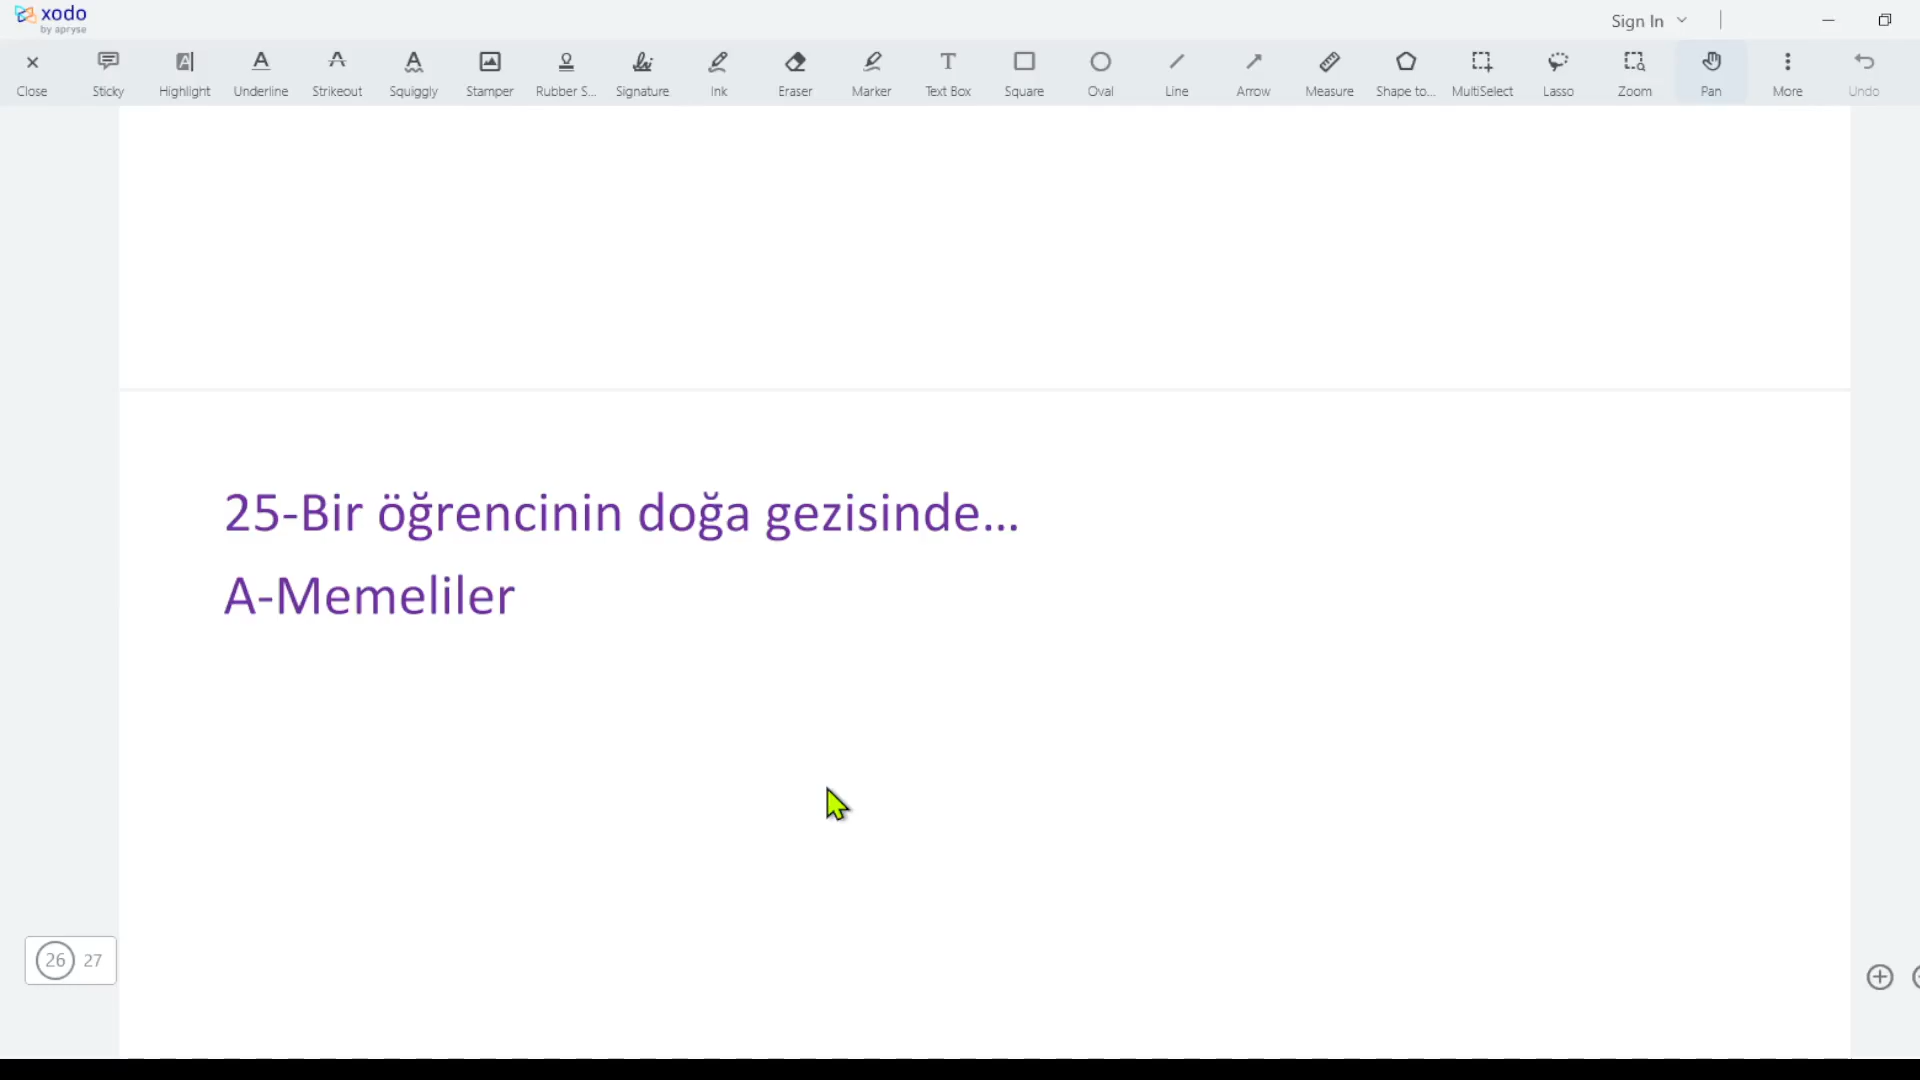 xodo
by apryse
Sign In
Close
Sticky
Highlight
Underline
Strikeout
Squiggly
Stamper
Rubber S...
Signature
Ink
Eraser
Marker
Text Box
Square
Oval
Line
Arrow
Measure
Shape to...
MultiSelect
Lasso
Zoom
Pan
More
Undo
25-Bir öğrencinin doğa gezisinde...
A-Memeliler
26 27